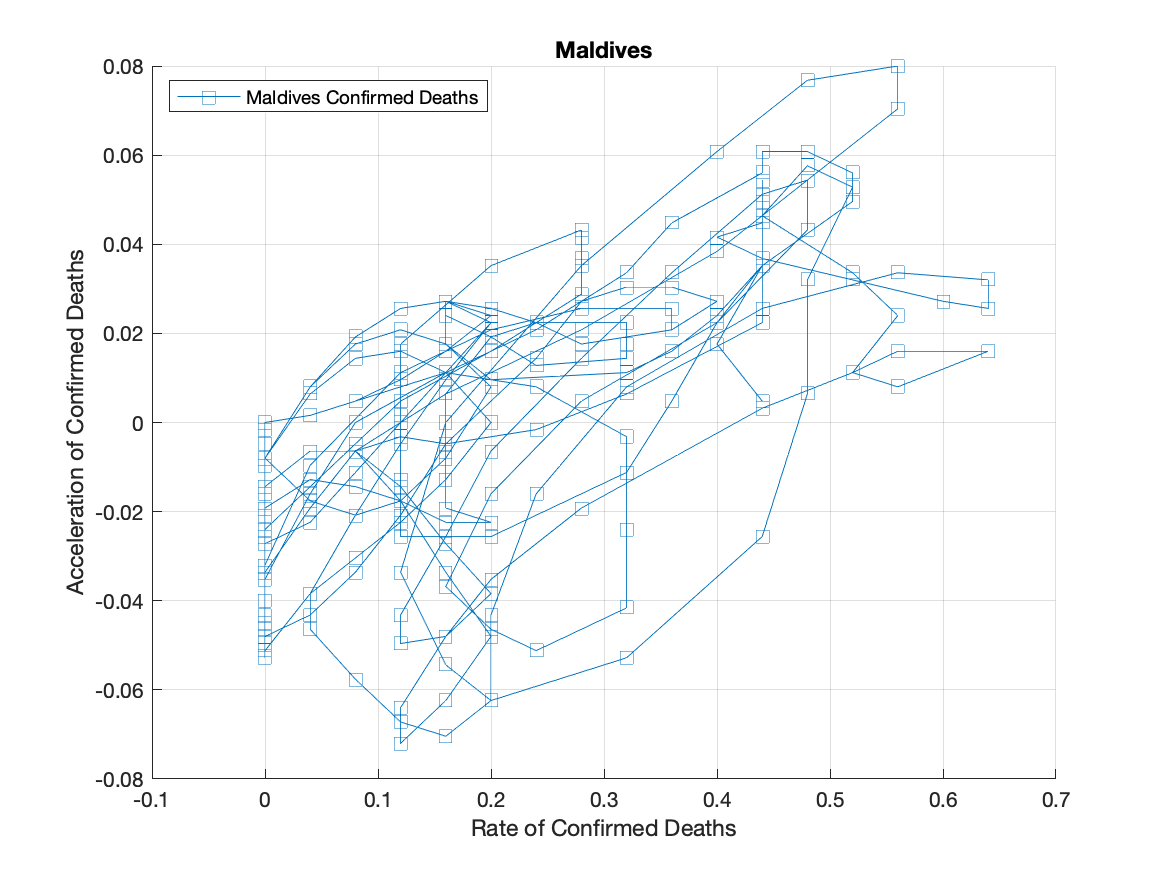 Maldives
Maldives Confirmed Deaths
0.08
0.06
0.04
0.02
0
-0.02
-0.04
-0.06
-0.08
Acceleration of Confirmed Deaths
-0.1 0 0.1 0.2 0.3 0.4 0.5 0.6 0.7
Rate of Confirmed Deaths